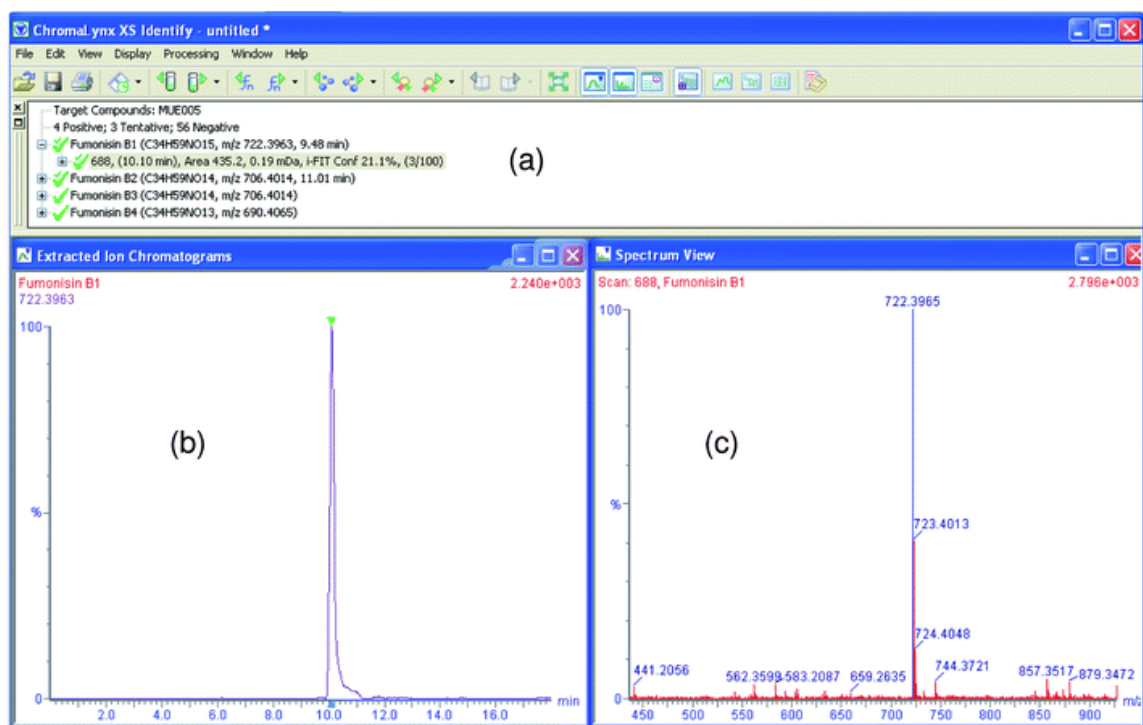 ChromaLynx XS Identify - untitled *
File Edit View Display Processing Window Help
Target Compounds: MUE005
4 Positive; 3 Tentative; 56 Negative
Fumonisin B1 (C34H59NO15, m/z 722.3963, 9.48 min)
688, (10.10 min), Area 435.2, 0.19 mDa, i-FIT Conf 21.1%, (3/100)
(a)
Fumonisin B2 (C34H59NO14, m/z 706.4014, 11.01 min)
Fumonisin B3 (C34H59NO14, m/z 706.4014)
Fumonisin B4 (C34H59NO13, m/z 690.4065)
Extracted Ion Chromatograms
Fumonisin B1 2.240e+003
722.3963
100
(b)
%
0
min
2.0 4.0 6.0 8.0 10.0 12.0 14.0 16.0
Spectrum View
Scan: 688, Fumonisin B1 2.796e+003
722.3965
100
(c)
%
723.4013
724.4048
441.2056 562.3599 583.2087 659.2635 744.3721 857.3517 879.3472
0
450 500 550 600 650 700 750 800 850 900